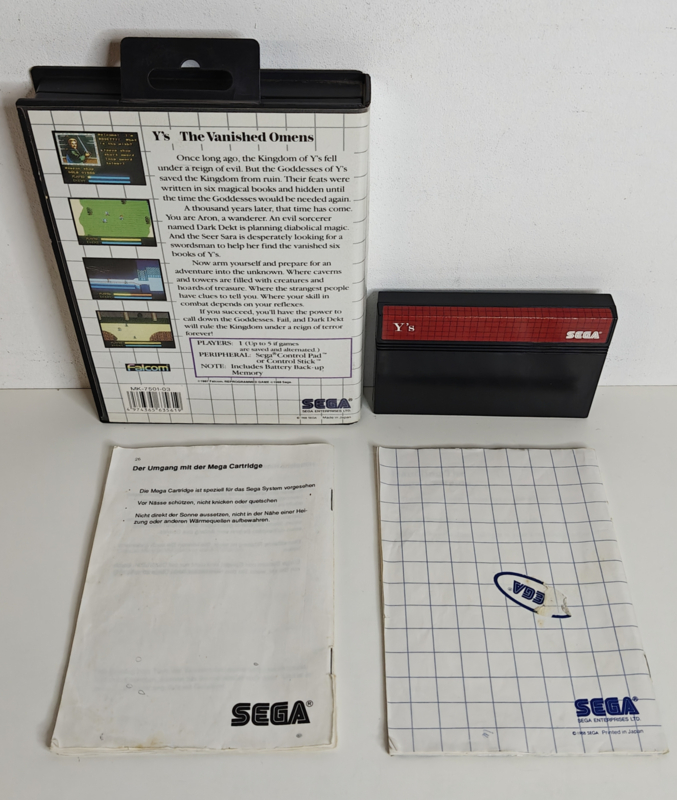 Y's The Vanished Omens
Once long ago, the Kingdom of Y's fell
under a reign of evil. But the Goddesses of Y's
saved the Kingdom from ruin. Their feats were
written in six magical books and hidden until
the time the Goddesses would be needed again.
A thousand years later, that time has come.
You are Aron, a wanderer. An evil sorcerer
named Dark Dekt is planning diabolical magic.
And the Seer Sara is desperately looking for a
swordsman to help her find the vanished six
books of Y's.
Now arm yourself and prepare for an
adventure into the unknown. Where caverns
and towers are filled with creatures and
hoards of treasure. Where the strangest people
have clues to tell you. Where your skill in
combat depends on your reflexes.
If you succeed, you'll have the power to
call down the Goddesses. Fail, and Dark Dekt
will rule the Kingdom under a reign of terror
forever!
PLAYERS: 1 (Up to 5 if games
are saved and alternated.)
PERIPHERAL: Sega® Control Pad™
or Control Stick™
NOTE: Includes Battery Back-up
Memory
Falcom
MK-7501-03
SEGA®
SEGA ENTERPRISES LTD.
Made in Japan
Y's
SEGA®
Der Umgang mit der Mega Cartridge
Die Mega Cartridge ist speziell für das Sega System vorgesehen
Vor Nässe schützen, nicht knicken oder quetschen
Nicht direkt der Sonne aussetzen, nicht in der Nähe einer Hei-
zung oder anderen Wärmequellen aufbewahren.
SEGA®
SEGA
SEGA®
SEGA ENTERPRISES LTD.
©1988 SEGA Printed in Japan